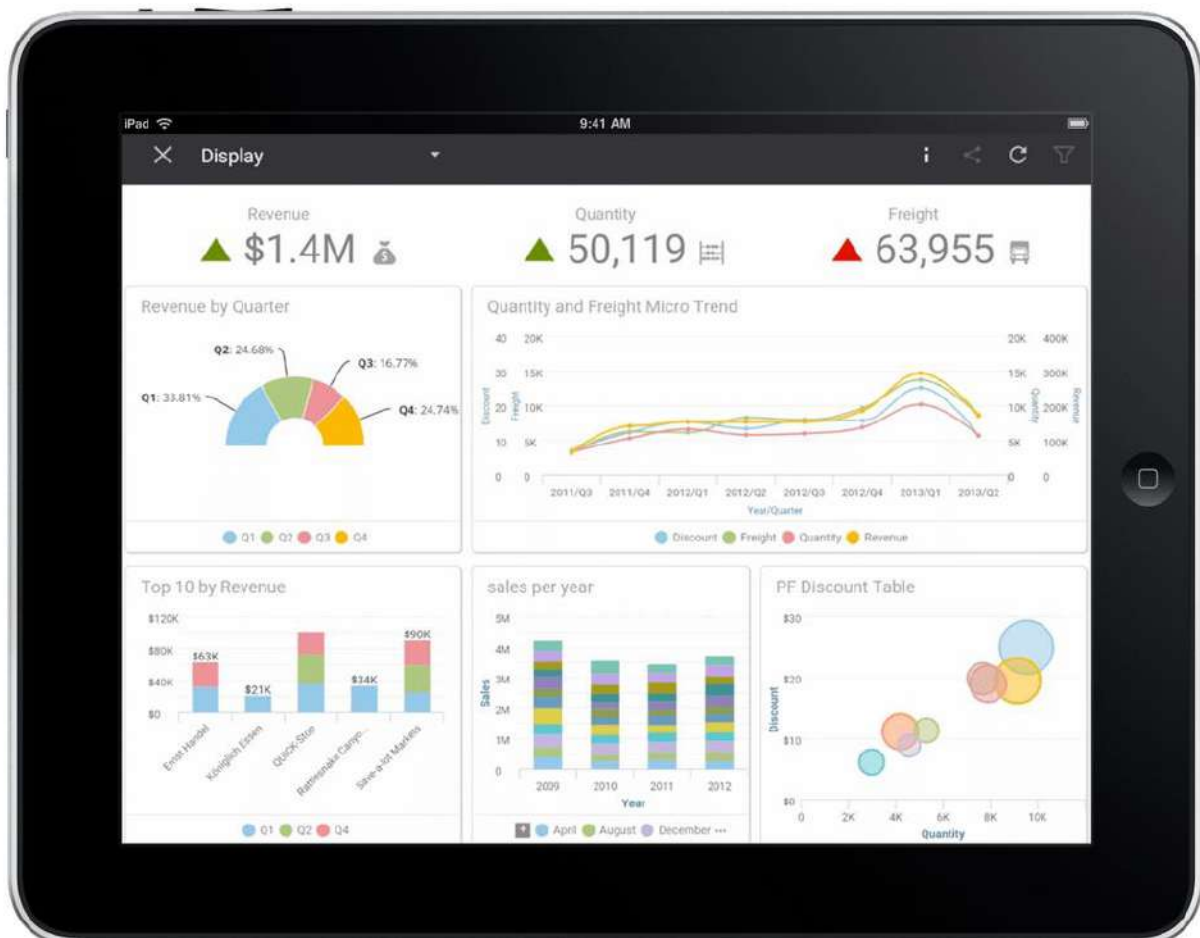 iPad
9:41 AM
Display
i
Revenue
$1.4M
Quantity
50,119
Freight
63,955
Revenue by Quarter
Q2: 24.68%
Q3: 16.77%
Q1: 33.81%
Q4: 24.74%
Q1 Q2 Q3 Q4
Quantity and Freight Micro Trend
40 20K 20K 400K
30 15K 15K 300K
20 10K 10K 200K
10 5K 5K 100K
0 0 0 0
Discount
Freight
Quantity
Revenue
2011/Q3 2011/Q4 2012/Q1 2012/Q2 2012/Q3 2012/Q4 2013/Q1 2013/Q2
Year/Quarter
Discount Freight Quantity Revenue
Top 10 by Revenue
$120K
$80K
$40K
$0
$63K
$21K
$34K
$90K
Ernst Handel
Königlich Essen
QUICK-Stop
Rattlesnake Canyo...
Save-a-lot Markets
Q1 Q2 Q4
sales per year
5M
4M
3M
2M
1M
0
Sales
2009 2010 2011 2012
Year
April August December •••
PF Discount Table
$30
$20
$10
$0
Discount
0 2K 4K 6K 8K 10K
Quantity